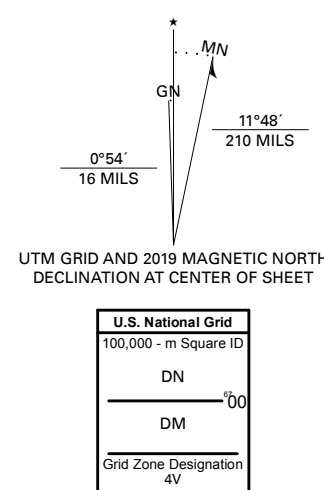 ★
MN
GN
11°48´
210 MILS
0°54´
16 MILS
UTM GRID AND 2019 MAGNETIC NORTH
DECLINATION AT CENTER OF SHEET
U.S. National Grid
100,000 - m Square ID
DN
6700
DM
Grid Zone Designation
4V